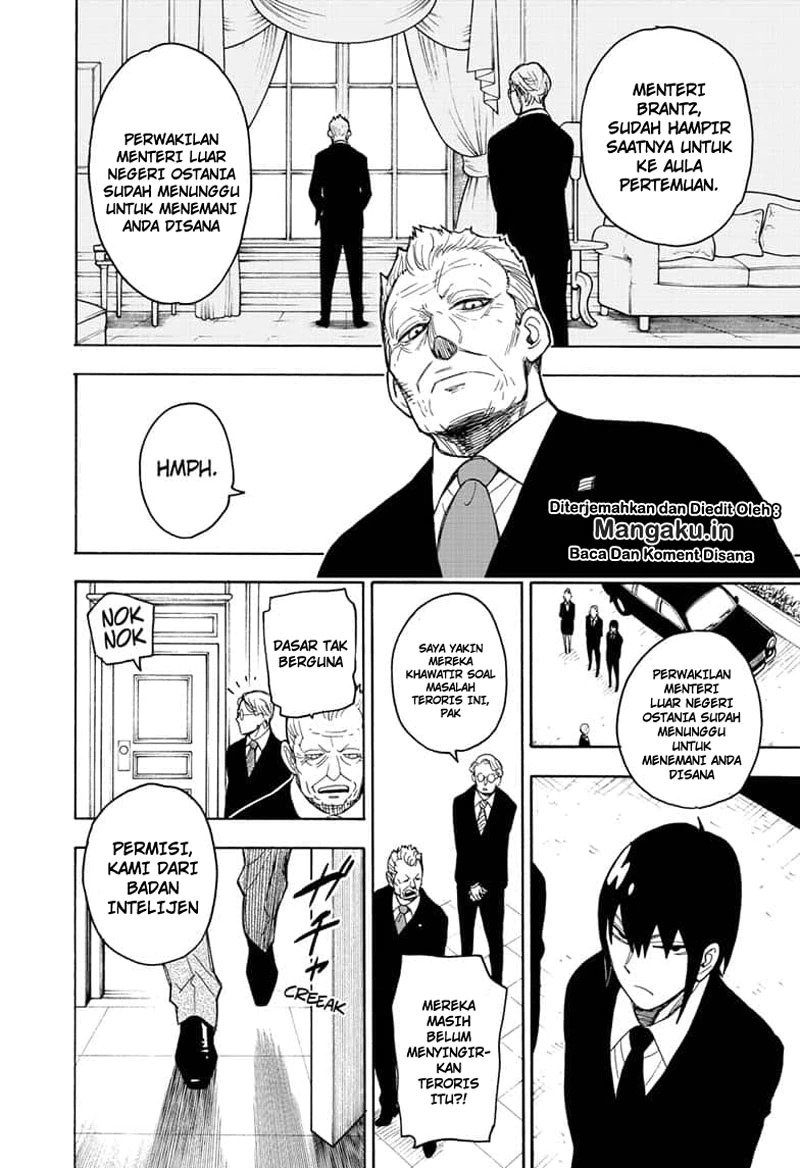 MENTERI
BRANTZ,
SUDAH HAMPIR
SAATNYA UNTUK
KE AULA
PERTEMUAN.
PERWAKILAN
MENTERI LUAR
NEGERI OSTANIA
SUDAH MENUNGGU
UNTUK MENEMANI
ANDA DISANA
HMPH.
Diterjemahkan dan Diedit Oleh :
Mangaku.in
Baca Dan Koment Disana
PERWAKILAN
MENTERI
LUAR NEGERI
OSTANIA SUDAH
MENUNGGU
UNTUK
MENEMANI ANDA
DISANA
SAYA YAKIN
MEREKA
KHAWATIR SOAL
MASALAH
TERORIS INI,
PAK
MEREKA
MASIH
BELUM
MENYINGIR-
KAN
TERORIS
ITU?!
DASAR TAK
BERGUNA
NOK
NOK
PERMISI,
KAMI DARI
BADAN
INTELIJEN
ガチャ
CREEAK